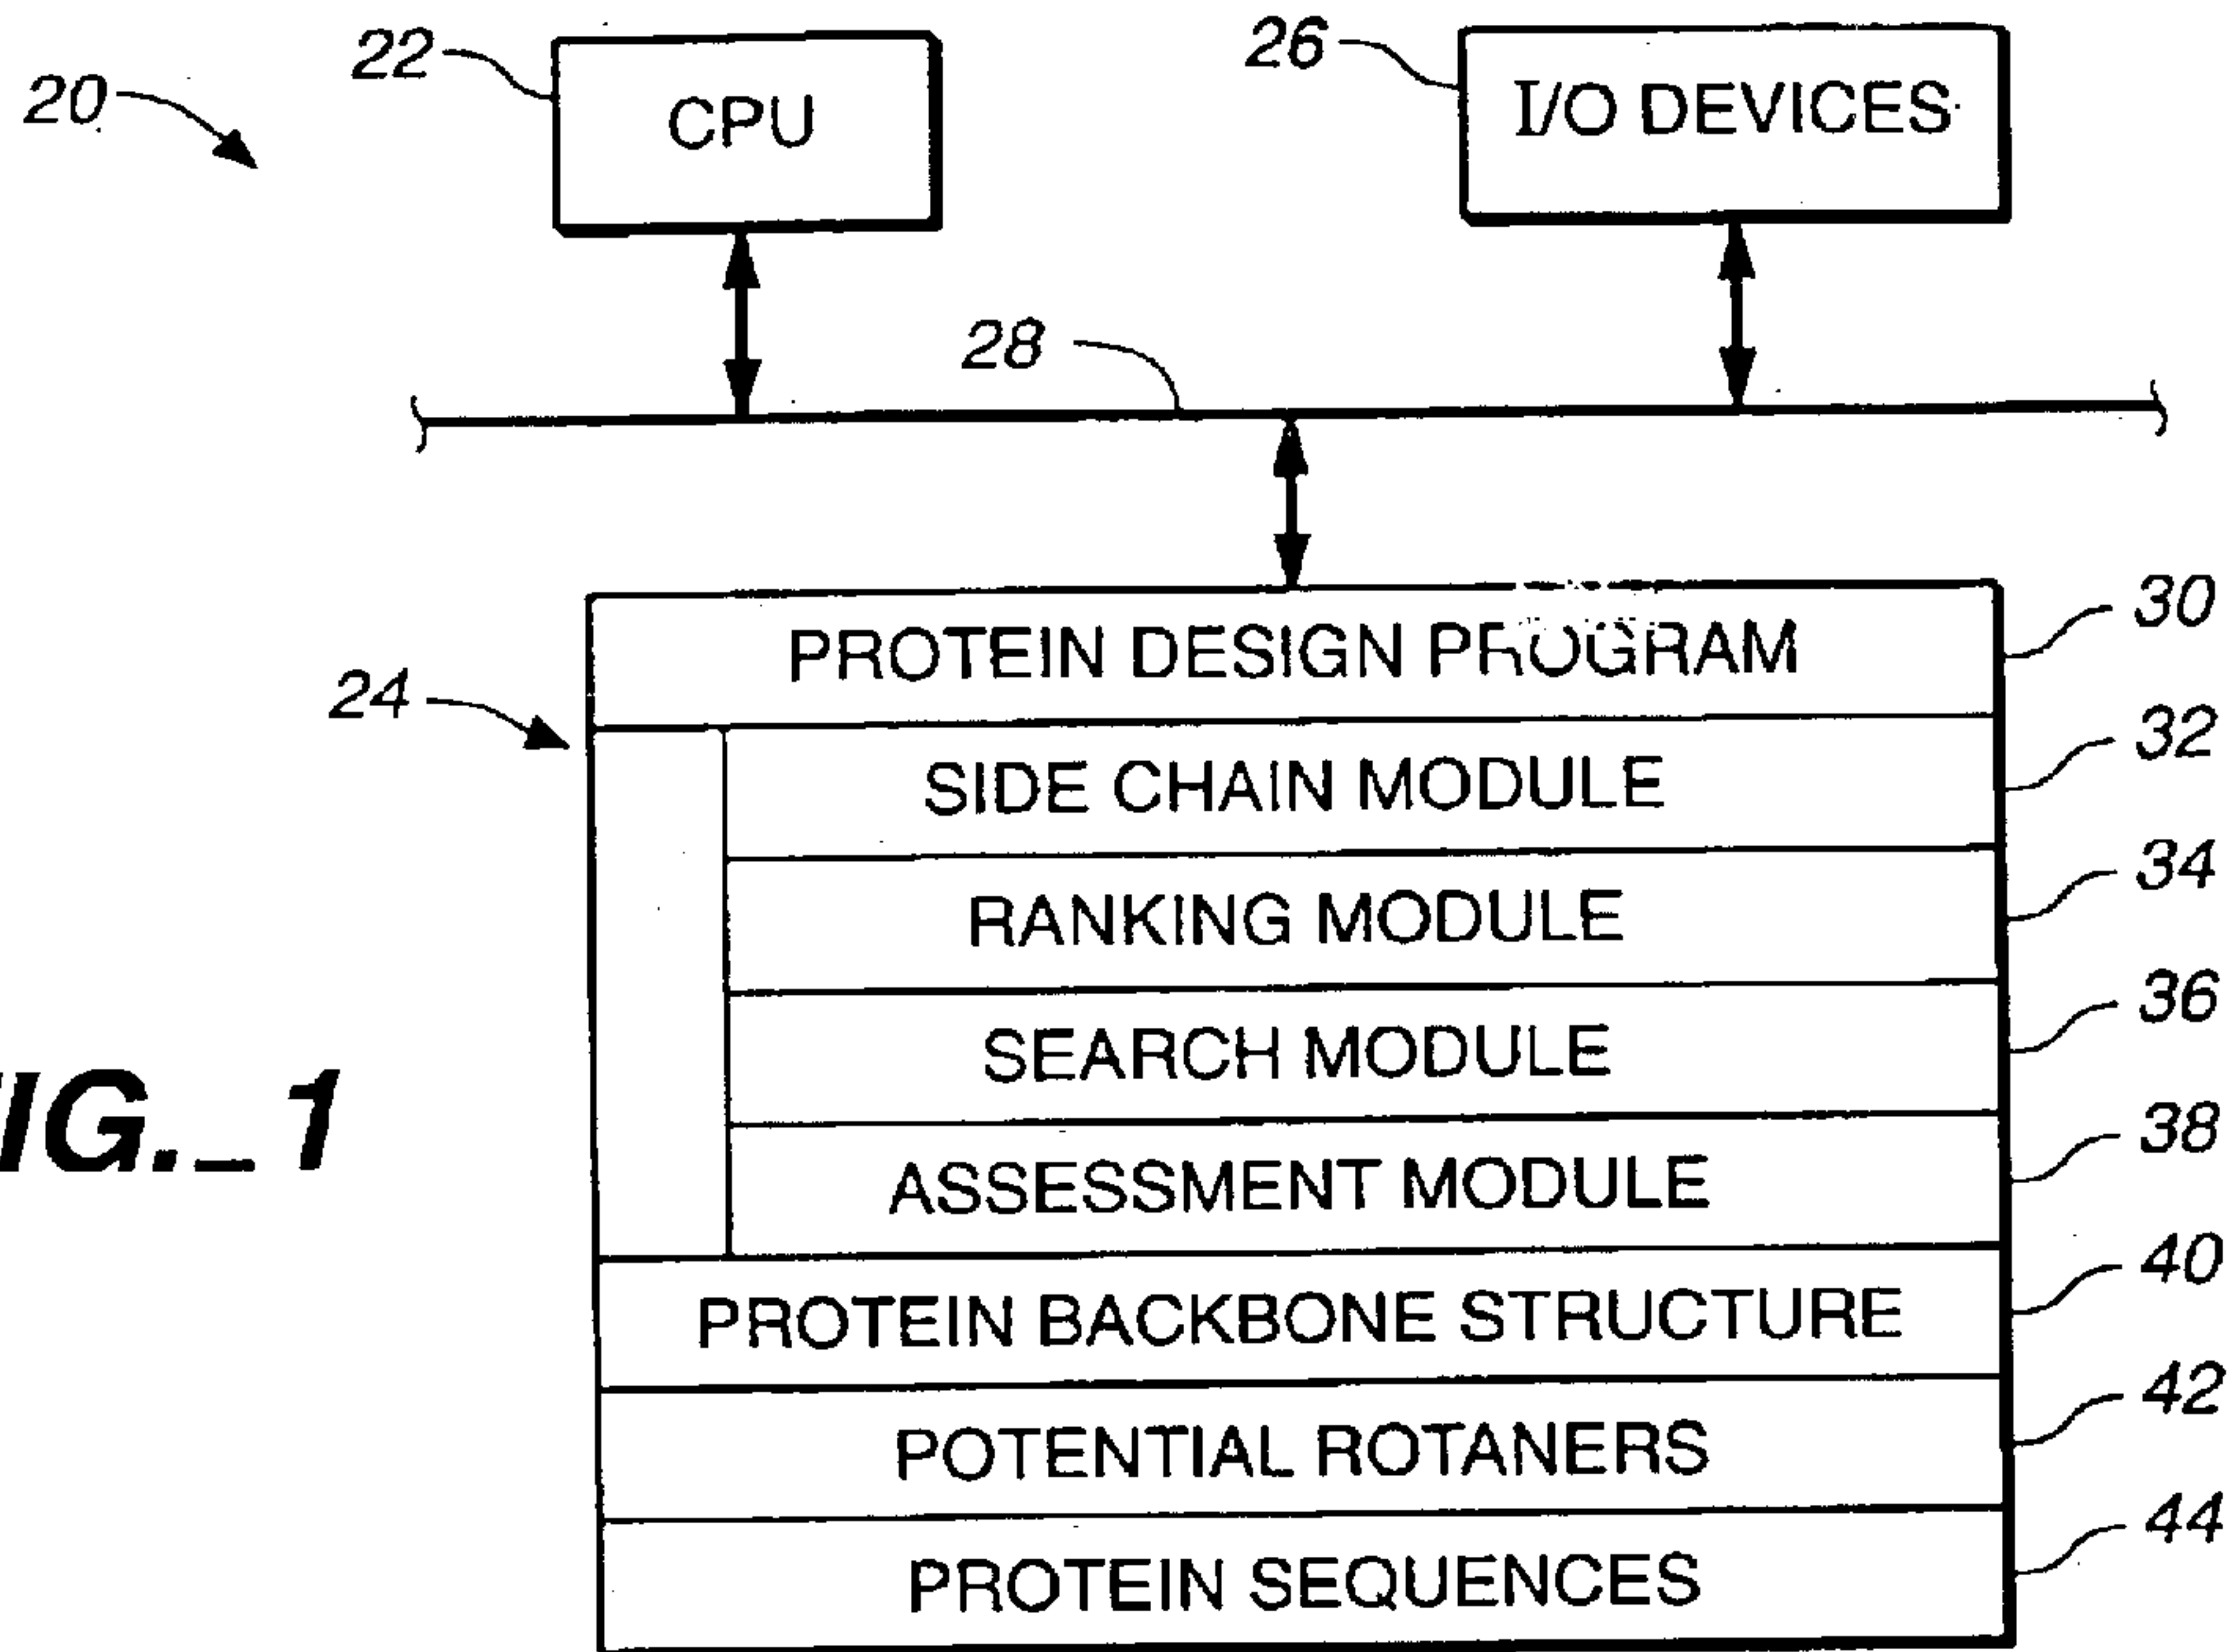 20
22
CPU
26
I/O DEVICES
28
24
PROTEIN DESIGN PROGRAM 30
SIDE CHAIN MODULE 32
RANKING MODULE 34
SEARCH MODULE 36
ASSESSMENT MODULE 38
PROTEIN BACKBONE STRUCTURE 40
POTENTIAL ROTANERS 42
PROTEIN SEQUENCES 44
IG._1